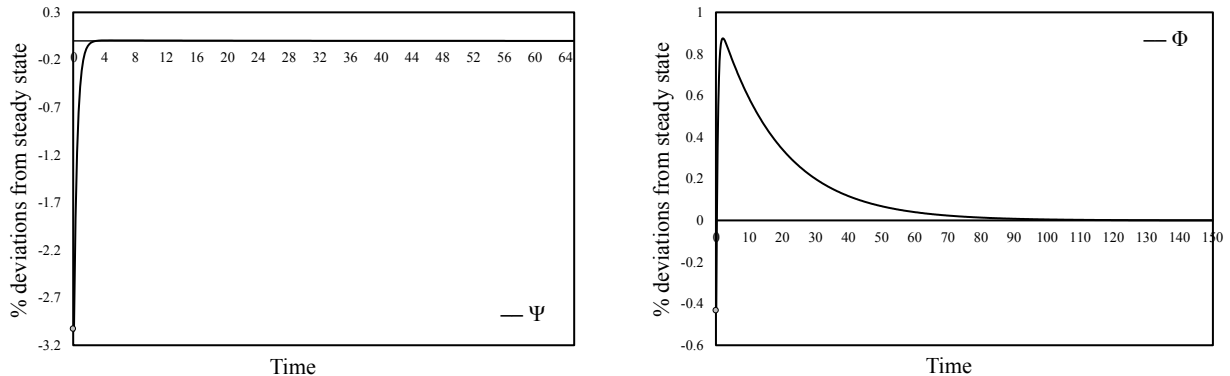 % deviations from steady state
0.3
-0.2
-0.7
-1.2
-1.7
-2.2
-2.7
-3.2
0 4 8 12 16 20 24 28 32 36 40 44 48 52 56 60 64
Ψ
Time
% deviations from steady state
1
0.8
0.6
0.4
0.2
0
-0.2
-0.4
-0.6
0 10 20 30 40 50 60 70 80 90 100 110 120 130 140 150
Φ
Time